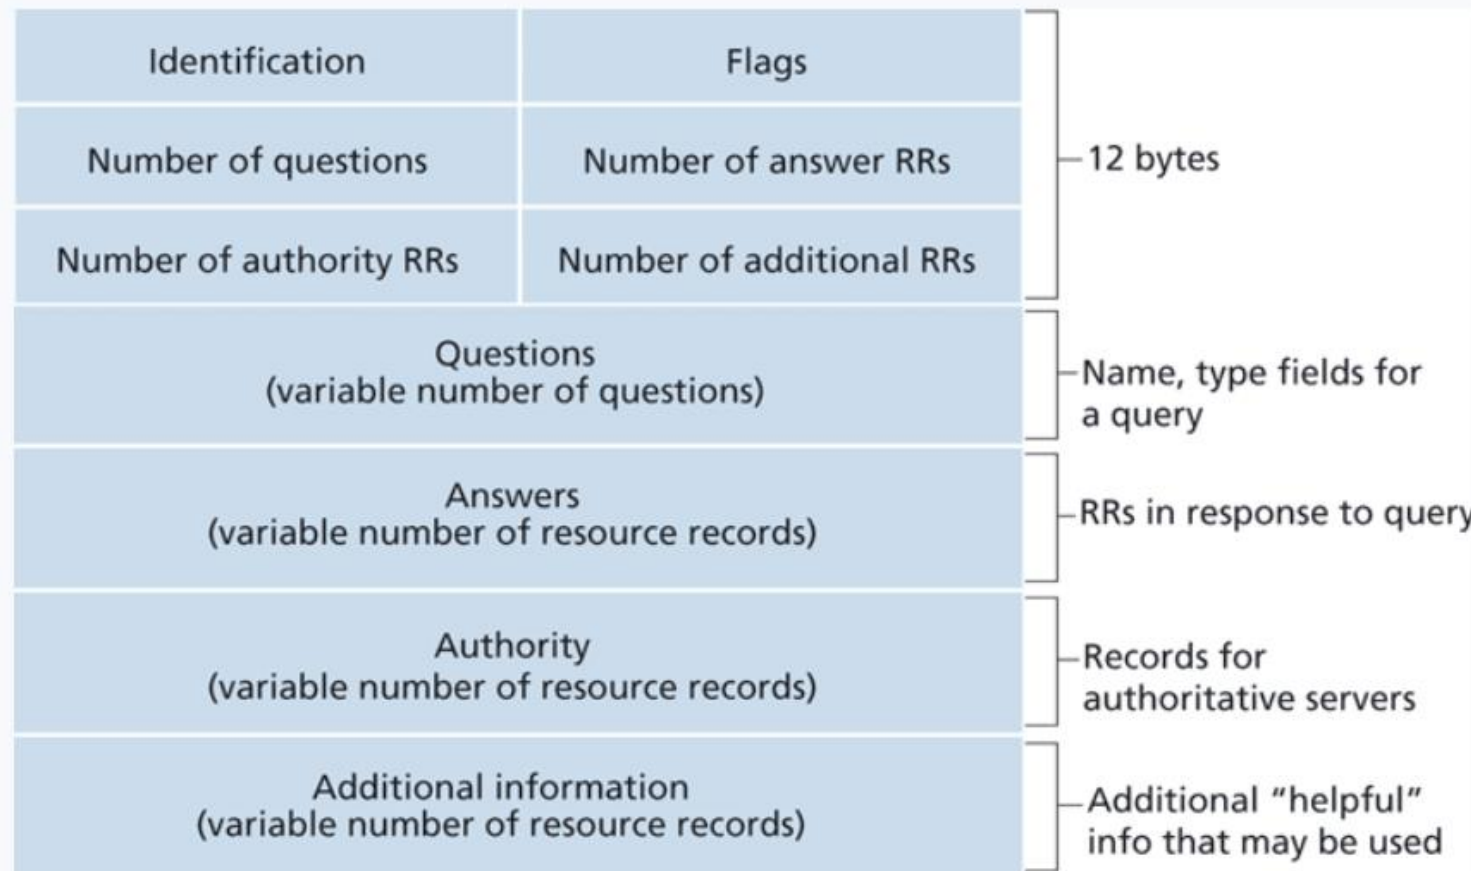 Identification
Flags
Number of questions
Number of answer RRs
12 bytes
Number of authority RRs
Number of additional RRs
Questions
(variable number of questions)
Name, type fields for
a query
Answers
(variable number of resource records)
RRs in response to query
Authority
(variable number of resource records)
Records for
authoritative servers
Additional information
(variable number of resource records)
Additional “helpful”
info that may be used